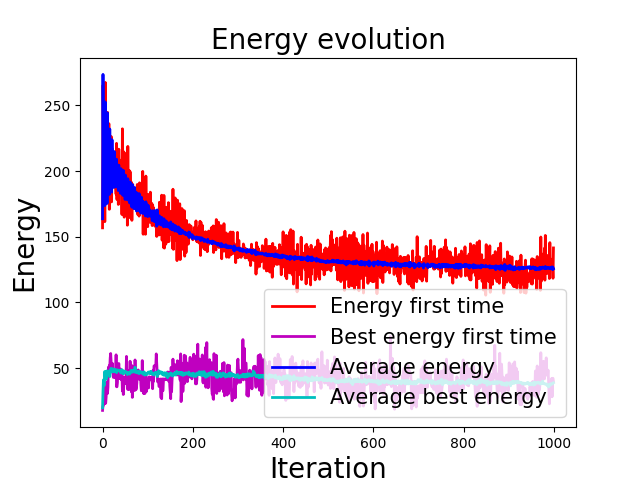 Energy evolution
Energy
250
200
150
100
50
Energy first time
Best energy first time
Average energy
Average best energy
0
200
400
600
800
1000
Iteration